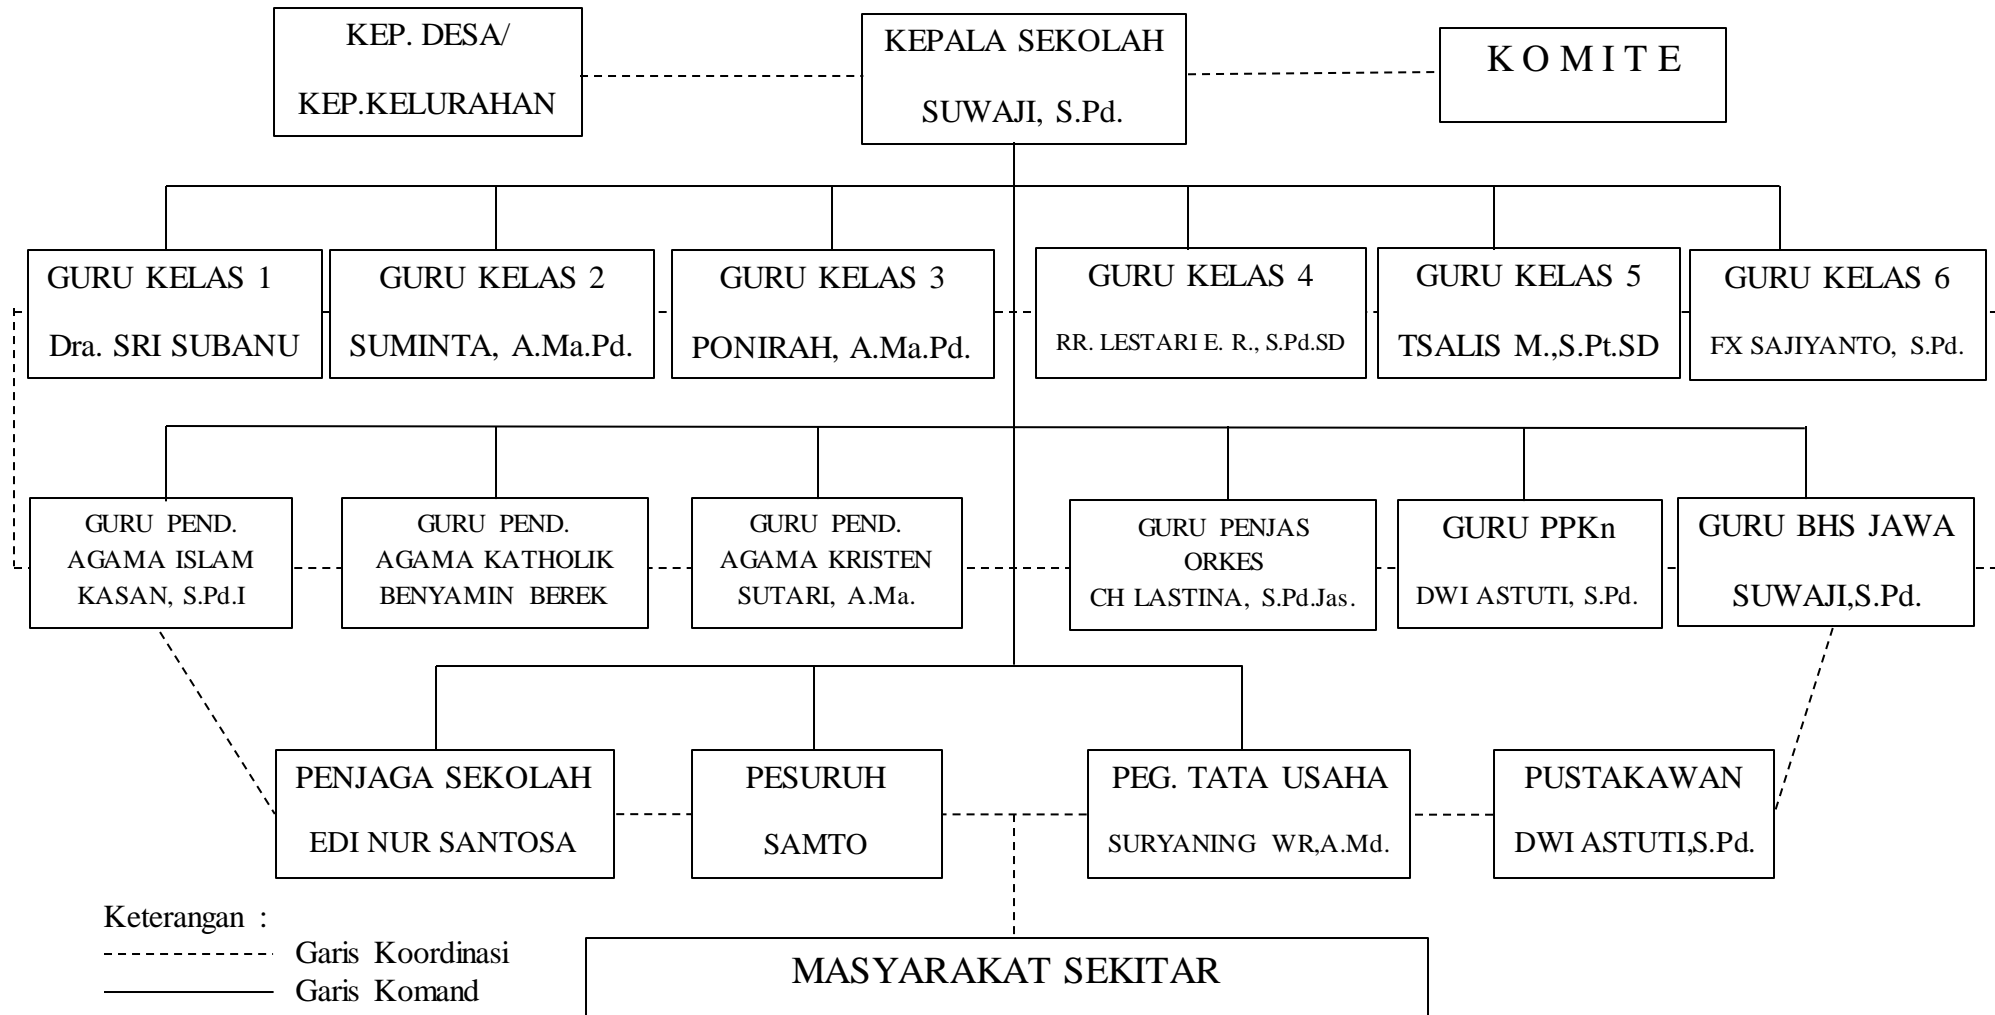 KEP. DESA/
KEP.KELURAHAN
KEPALA SEKOLAH
SUWAJI, S.Pd.
K O M I T E
GURU KELAS 1
Dra. SRI SUBANU
GURU KELAS 2
SUMINTA, A.Ma.Pd.
GURU KELAS 3
PONIRAH, A.Ma.Pd.
GURU KELAS 4
RR. LESTARI E. R., S.Pd.SD
GURU KELAS 5
TSALIS M.,S.Pt.SD
GURU KELAS 6
FX SAJIYANTO, S.Pd.
GURU PEND.
AGAMA ISLAM
KASAN, S.Pd.I
GURU PEND.
AGAMA KATHOLIK
BENYAMIN BEREK
GURU PEND.
AGAMA KRISTEN
SUTARI, A.Ma.
GURU PENJAS
ORKES
CH LASTINA, S.Pd.Jas.
GURU PPKn
DWI ASTUTI, S.Pd.
GURU BHS JAWA
SUWAJI,S.Pd.
PENJAGA SEKOLAH
EDI NUR SANTOSA
PESURUH
SAMTO
PEG. TATA USAHA
SURYANING WR,A.Md.
PUSTAKAWAN
DWI ASTUTI,S.Pd.
Keterangan :
Garis Koordinasi
Garis Komand
MASYARAKAT SEKITAR